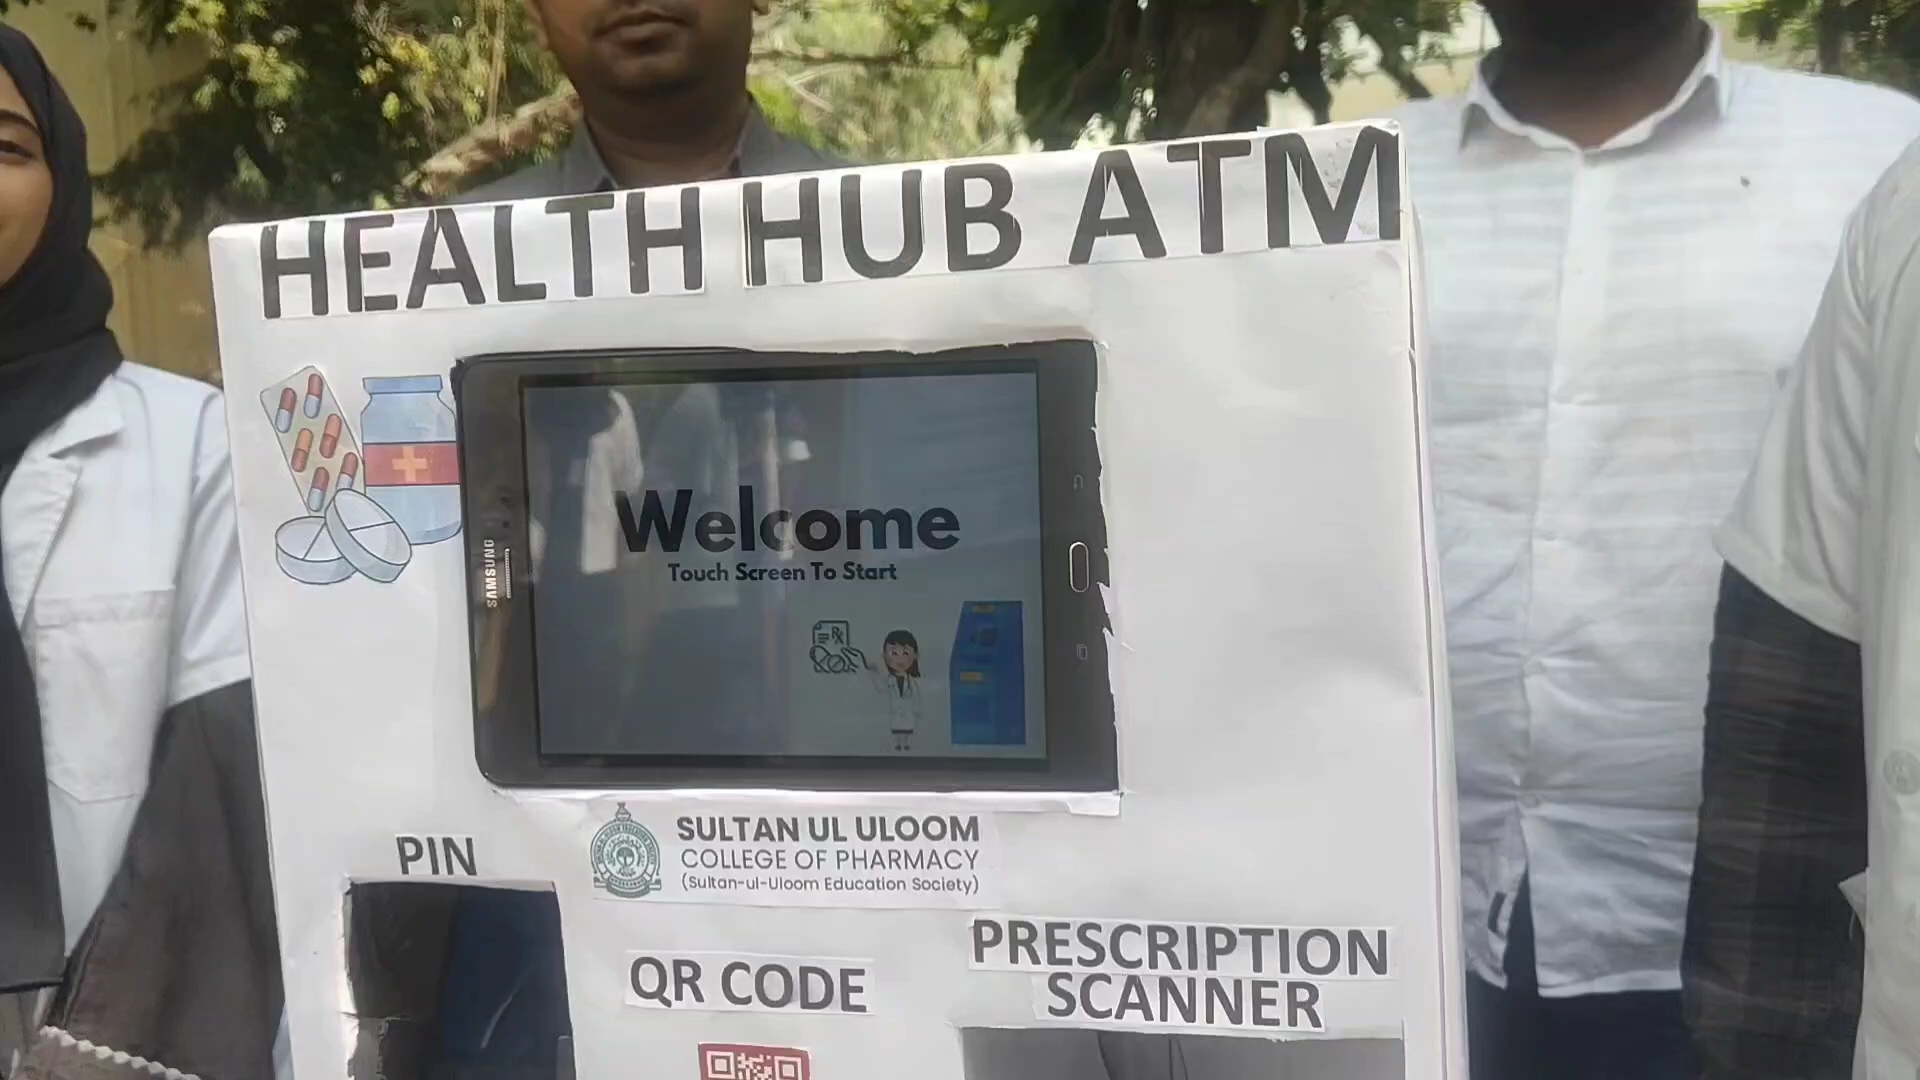 HEALTH HUB ATM
SAMSUNG
Welcome
Touch Screen To Start
Rx
SULTAN UL ULOOM
COLLEGE OF PHARMACY
(Sultan-ul-Uloom Education Society)
PIN
QR CODE
PRESCRIPTION
SCANNER